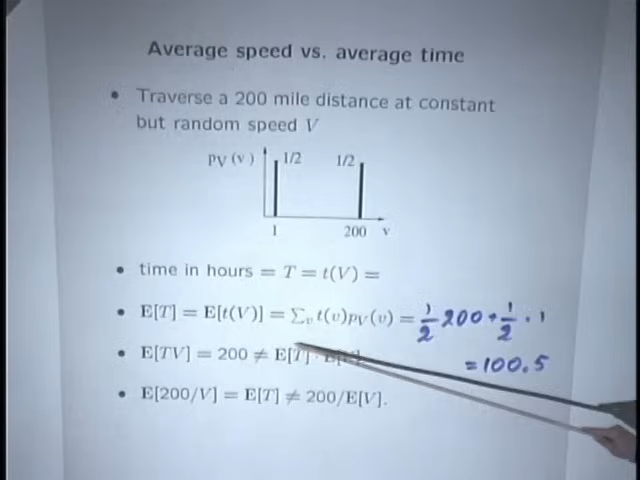 Average speed vs. average time
• Traverse a 200 mile distance at constant
but random speed V
pV(v) 1/2 1/2
1 200 v
• time in hours = T = t(V) =
• E[T] = E[t(V)] = ∑v t(v)pV(v) = 1/2 200 + 1/2 · 1
= 100.5
• E[TV] = 200 ≠ E[T] ·
• E[200/V] = E[T] ≠ 200/E[V].